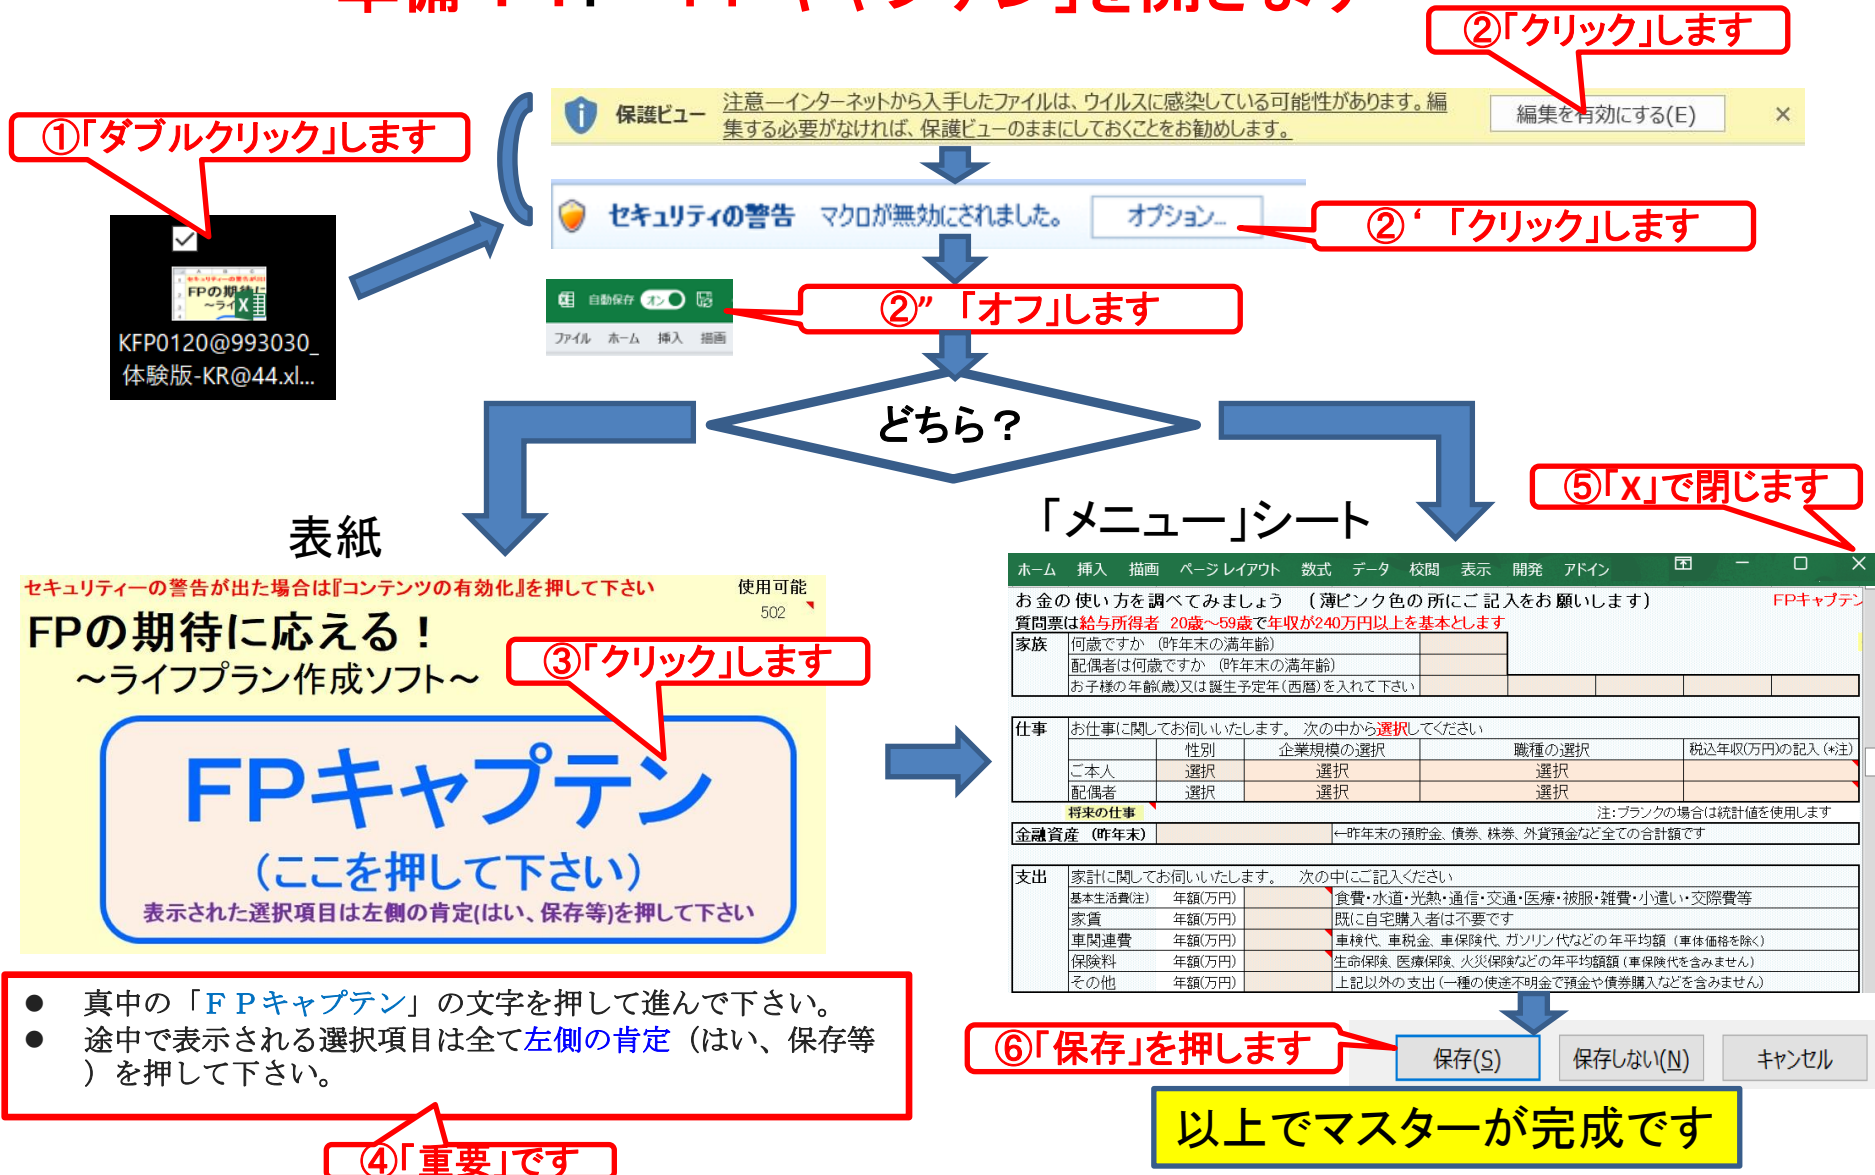 キャプテン」を開きます
②「クリック」します
①「ダブルクリック」します
保護ビュー
注意―インターネットから入手したファイルは、ウイルスに感染している可能性があります。編
集する必要がなければ、保護ビューのままにしておくことをお勧めします。
編集を有効にする(E)
×
セキュリティの警告 マクロが無効にされました。
オプション...
②‘「クリック」します
自動保存 オン
ファイル ホーム 挿入 描画
②”「オフ」します
FPの期待に
KFP0120@993030_
体験版-KR@44.xl...
どちら？
表紙
「メニュー」シート
⑤「x」で閉じます
セキュリティーの警告が出た場合は『コンテンツの有効化』を押して下さい
使用可能
502
FPの期待に応える！
～ライフプラン作成ソフト～
③「クリック」します
FPキャプテン
(ここを押して下さい)
表示された選択項目は左側の肯定(はい、保存等)を押して下さい
ホーム 挿入 描画 ページ レイアウト 数式 データ 校閲 表示 開発 アドイン
お金の使い方を調べてみましょう （薄ピンク色の所にご記入をお願いします） FPキャプテン
質問票は給与所得者 20歳～59歳で年収が240万円以上を基本とします
家族 何歳ですか （昨年末の満年齢）
配偶者は何歳ですか （昨年末の満年齢）
お子様の年齢(歳)又は誕生予定年(西暦)を入れて下さい
仕事 お仕事に関してお伺いいたします。 次の中から選択してください
性別 企業規模の選択 職種の選択 税込年収(万円)の記入 (*注)
ご本人 選択 選択 選択
配偶者 選択 選択 選択
将来の仕事 注：ブランクの場合は統計値を使用します
金融資産 （昨年末） ←昨年末の預貯金、債券、株券、外貨預金など全ての合計額です
支出 家計に関してお伺いいたします。 次の中にご記入ください
基本生活費(注) 年額(万円) 食費・水道・光熱・通信・交通・医療・被服・雑費・小遣い・交際費等
家賃 年額(万円) 既に自宅購入者は不要です
車関連費 年額(万円) 車検代、車税金、車保険代、ガソリン代などの年平均額 (車体価格を除く)
保険料 年額(万円) 生命保険、医療保険、火災保険などの年平均額額 (車保険代を含みません)
その他 年額(万円) 上記以外の支出 (一種の使途不明金で預金や債券購入などを含みません)
● 真中の「ＦＰキャプテン」の文字を押して進んで下さい。
● 途中で表示される選択項目は全て左側の肯定（はい、保存等
）を押して下さい。
④「重要」です
⑥「保存」を押します
保存(S) 保存しない(N) キャンセル
以上でマスターが完成です